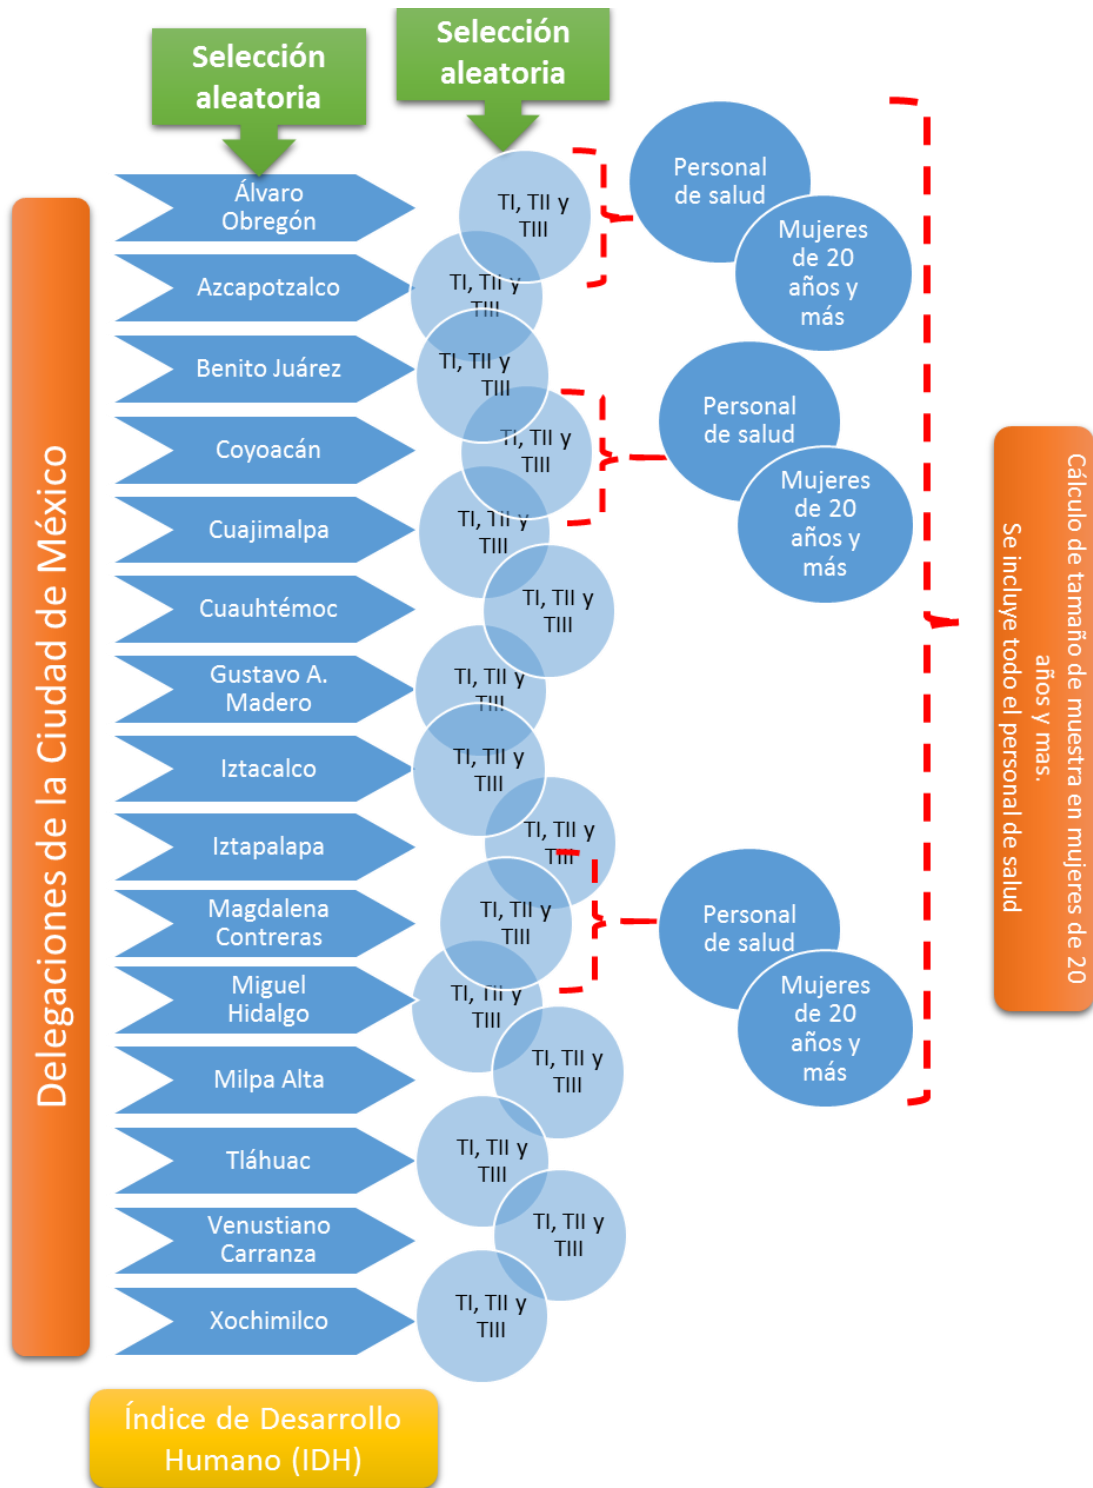 Selección
aleatoria
Selección
aleatoria
Delegaciones de la Ciudad de México
Álvaro
Obregón
TI, TII y
TIII
Personal
de salud
Mujeres
de 20
años y
más
Azcapotzalco
TI, TII y
TIII
Benito Juárez
TI, TII y
TIII
Coyoacán
TI, TII y
TIII
Personal
de salud
Mujeres
de 20
años y
más
Cuajimalpa
TI, TII y
TIII
Cuauhtémoc
TI, TII y
TIII
Gustavo A.
Madero
TI, TII y
TIII
Iztacalco
TI, TII y
TIII
Iztapalapa
TI, TII y
TIII
Magdalena
Contreras
TI, TII y
TIII
Personal
de salud
Mujeres
de 20
años y
más
Miguel
Hidalgo
TI, TII y
TIII
Milpa Alta
TI, TII y
TIII
Tláhuac
TI, TII y
TIII
Venustiano
Carranza
TI, TII y
TIII
Xochimilco
TI, TII y
TIII
Cálculo de tamaño de muestra en mujeres de 20
años y mas.
Se incluye todo el personal de salud
Índice de Desarrollo
Humano (IDH)